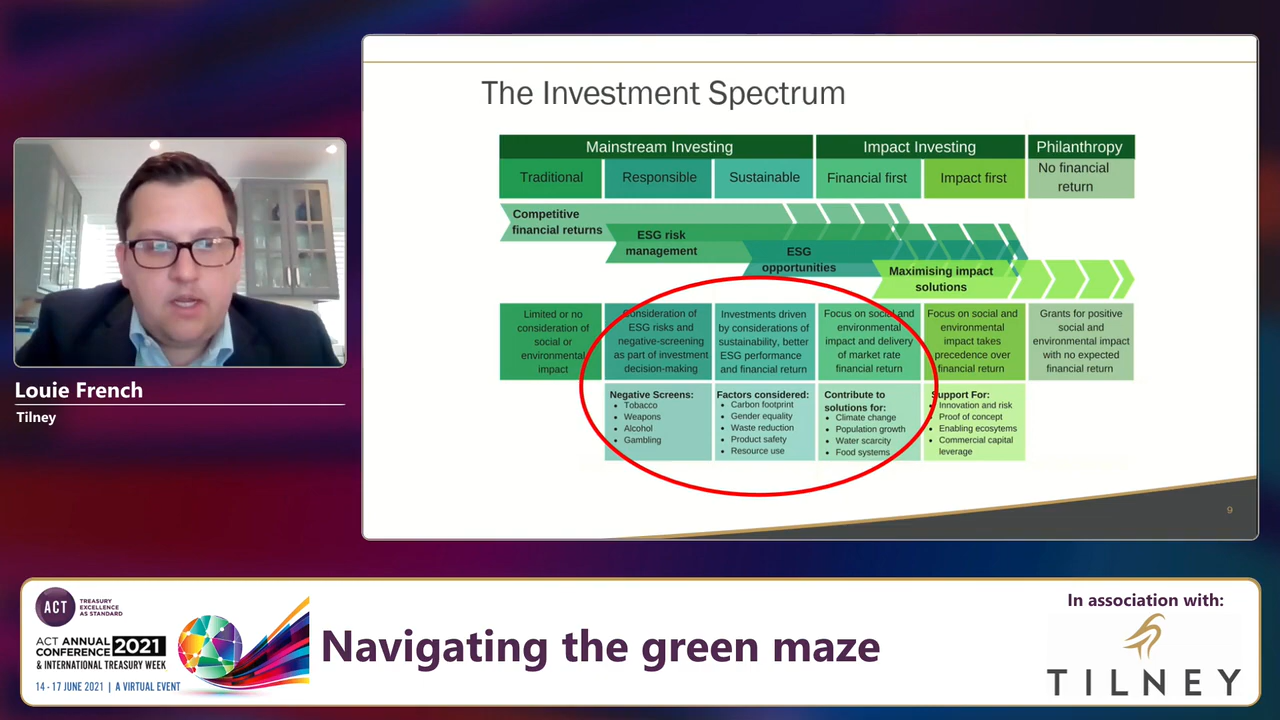 The Investment Spectrum
Mainstream Investing
Impact Investing
Philanthropy
Traditional
Responsible
Sustainable
Financial first
Impact first
No financial
return
Competitive
financial returns
ESG risk
management
ESG
opportunities
Maximising impact
solutions
Limited or no
consideration of
social or
environmental
impact
Consideration of
ESG risks and
negative-screening
as part of investment
decision-making
Investments driven
by considerations of
sustainability, better
ESG performance
and financial return
Focus on social and
environmental
impact and delivery
of market rate
financial return
Focus on social and
environmental
impact takes
precedence over
financial return
Grants for positive
social and
environmental impact
with no expected
financial return
Negative Screens:
• Tobacco
• Weapons
• Alcohol
• Gambling
Factors considered:
• Carbon footprint
• Gender equality
• Waste reduction
• Product safety
• Resource use
Contribute to
solutions for:
• Climate change
• Population growth
• Water scarcity
• Food systems
Support For:
• Innovation and risk
• Proof of concept
• Enabling ecosytems
• Commercial capital
leverage
9
Louie French
Tilney
ACT
TREASURY
EXCELLENCE
AS STANDARD
ACT ANNUAL
CONFERENCE 2021
& INTERNATIONAL TREASURY WEEK
14 - 17 JUNE 2021 | A VIRTUAL EVENT
Navigating the green maze
In association with:
TILNEY